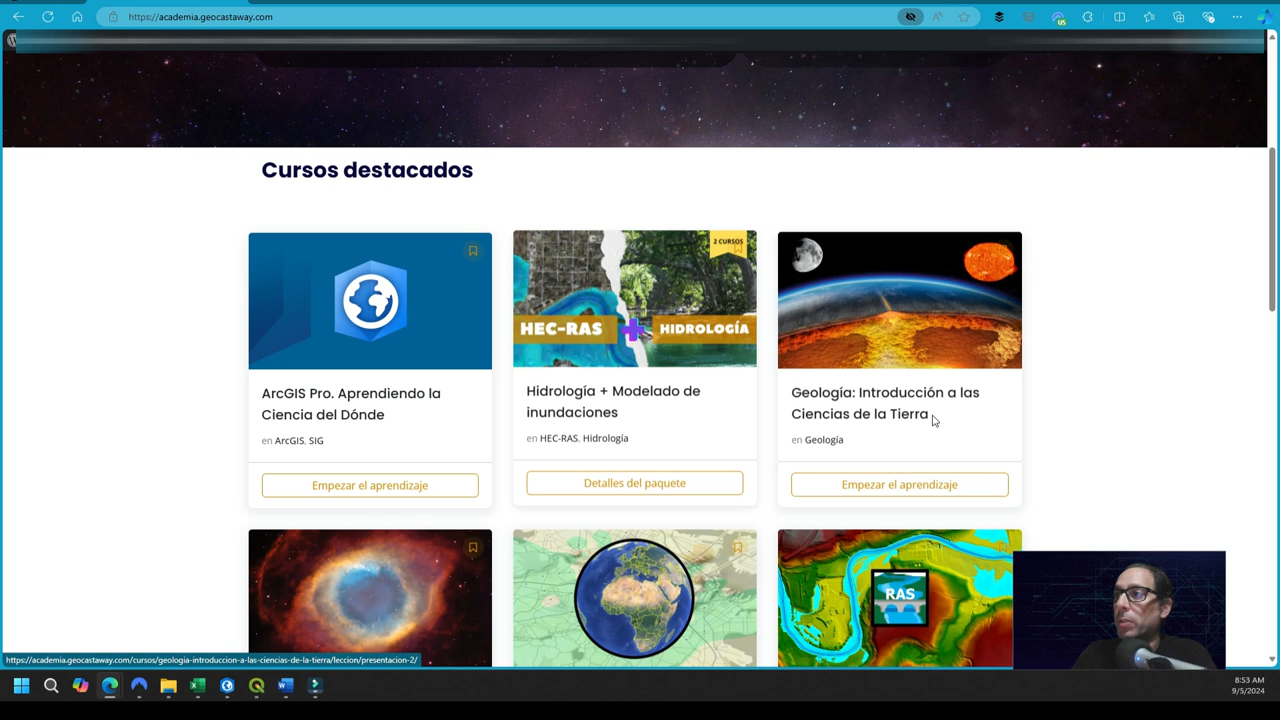 https://academia.geocastaway.com
US
Cursos destacados
2 CURSOS
HEC-RAS + HIDROLOGÍA
ArcGIS Pro. Aprendiendo la
Ciencia del Dónde
en ArcGIS, SIG
Empezar el aprendizaje
Hidrología + Modelado de
inundaciones
en HEC-RAS, Hidrología
Detalles del paquete
Geología: Introducción a las
Ciencias de la Tierra
en Geología
Empezar el aprendizaje
RAS
https://academia.geocastaway.com/cursos/geologia-introduccion-a-las-ciencias-de-la-tierra/leccion/presentacion-2/
8:53 AM
9/5/2024